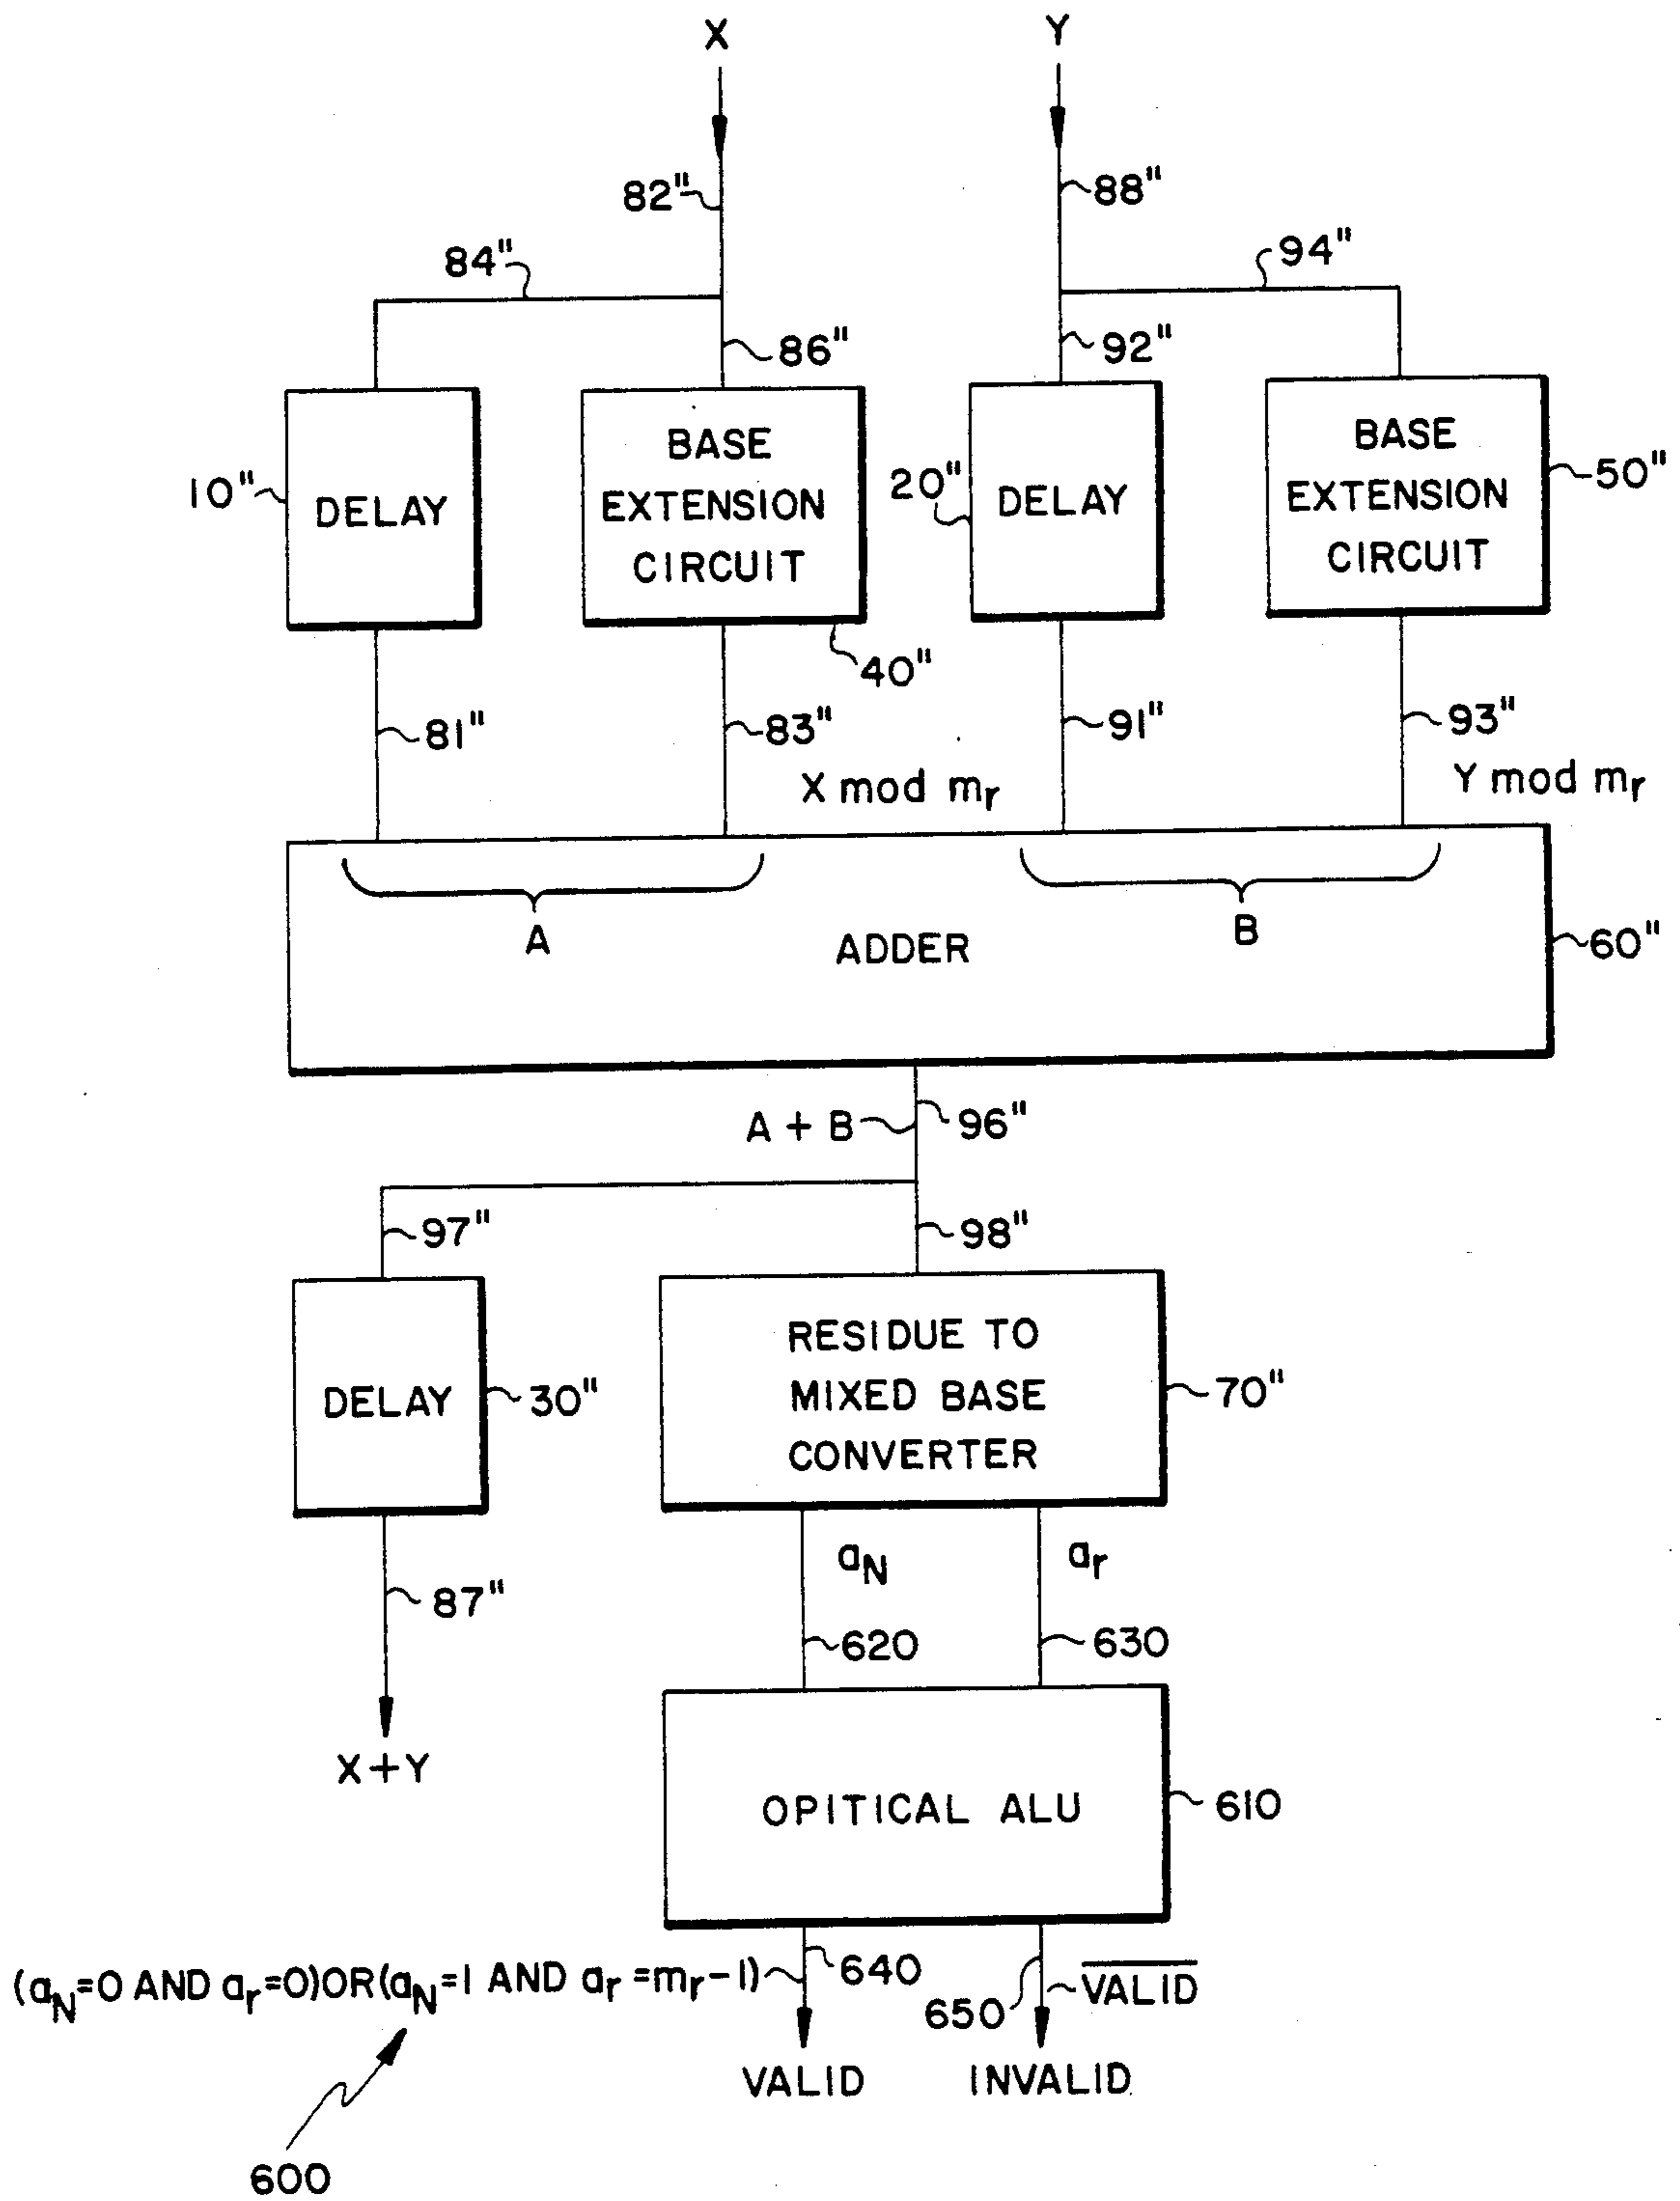 X
Y
82"
88"
84"
94"
86"
92"
10"
DELAY
BASE
EXTENSION
CIRCUIT
20"
DELAY
BASE
EXTENSION
CIRCUIT
50"
40"
81"
83"
91"
93"
X mod mr
Y mod mr
A
ADDER
B
60"
A + B
96"
97"
98"
DELAY
30"
RESIDUE TO
MIXED BASE
CONVERTER
70"
aN
ar
87"
620
630
X+Y
OPITICAL ALU
610
(aN=0 AND ar=0)OR(aN=1 AND ar=mr-1)
640
650
VALID
VALID
INVALID
600